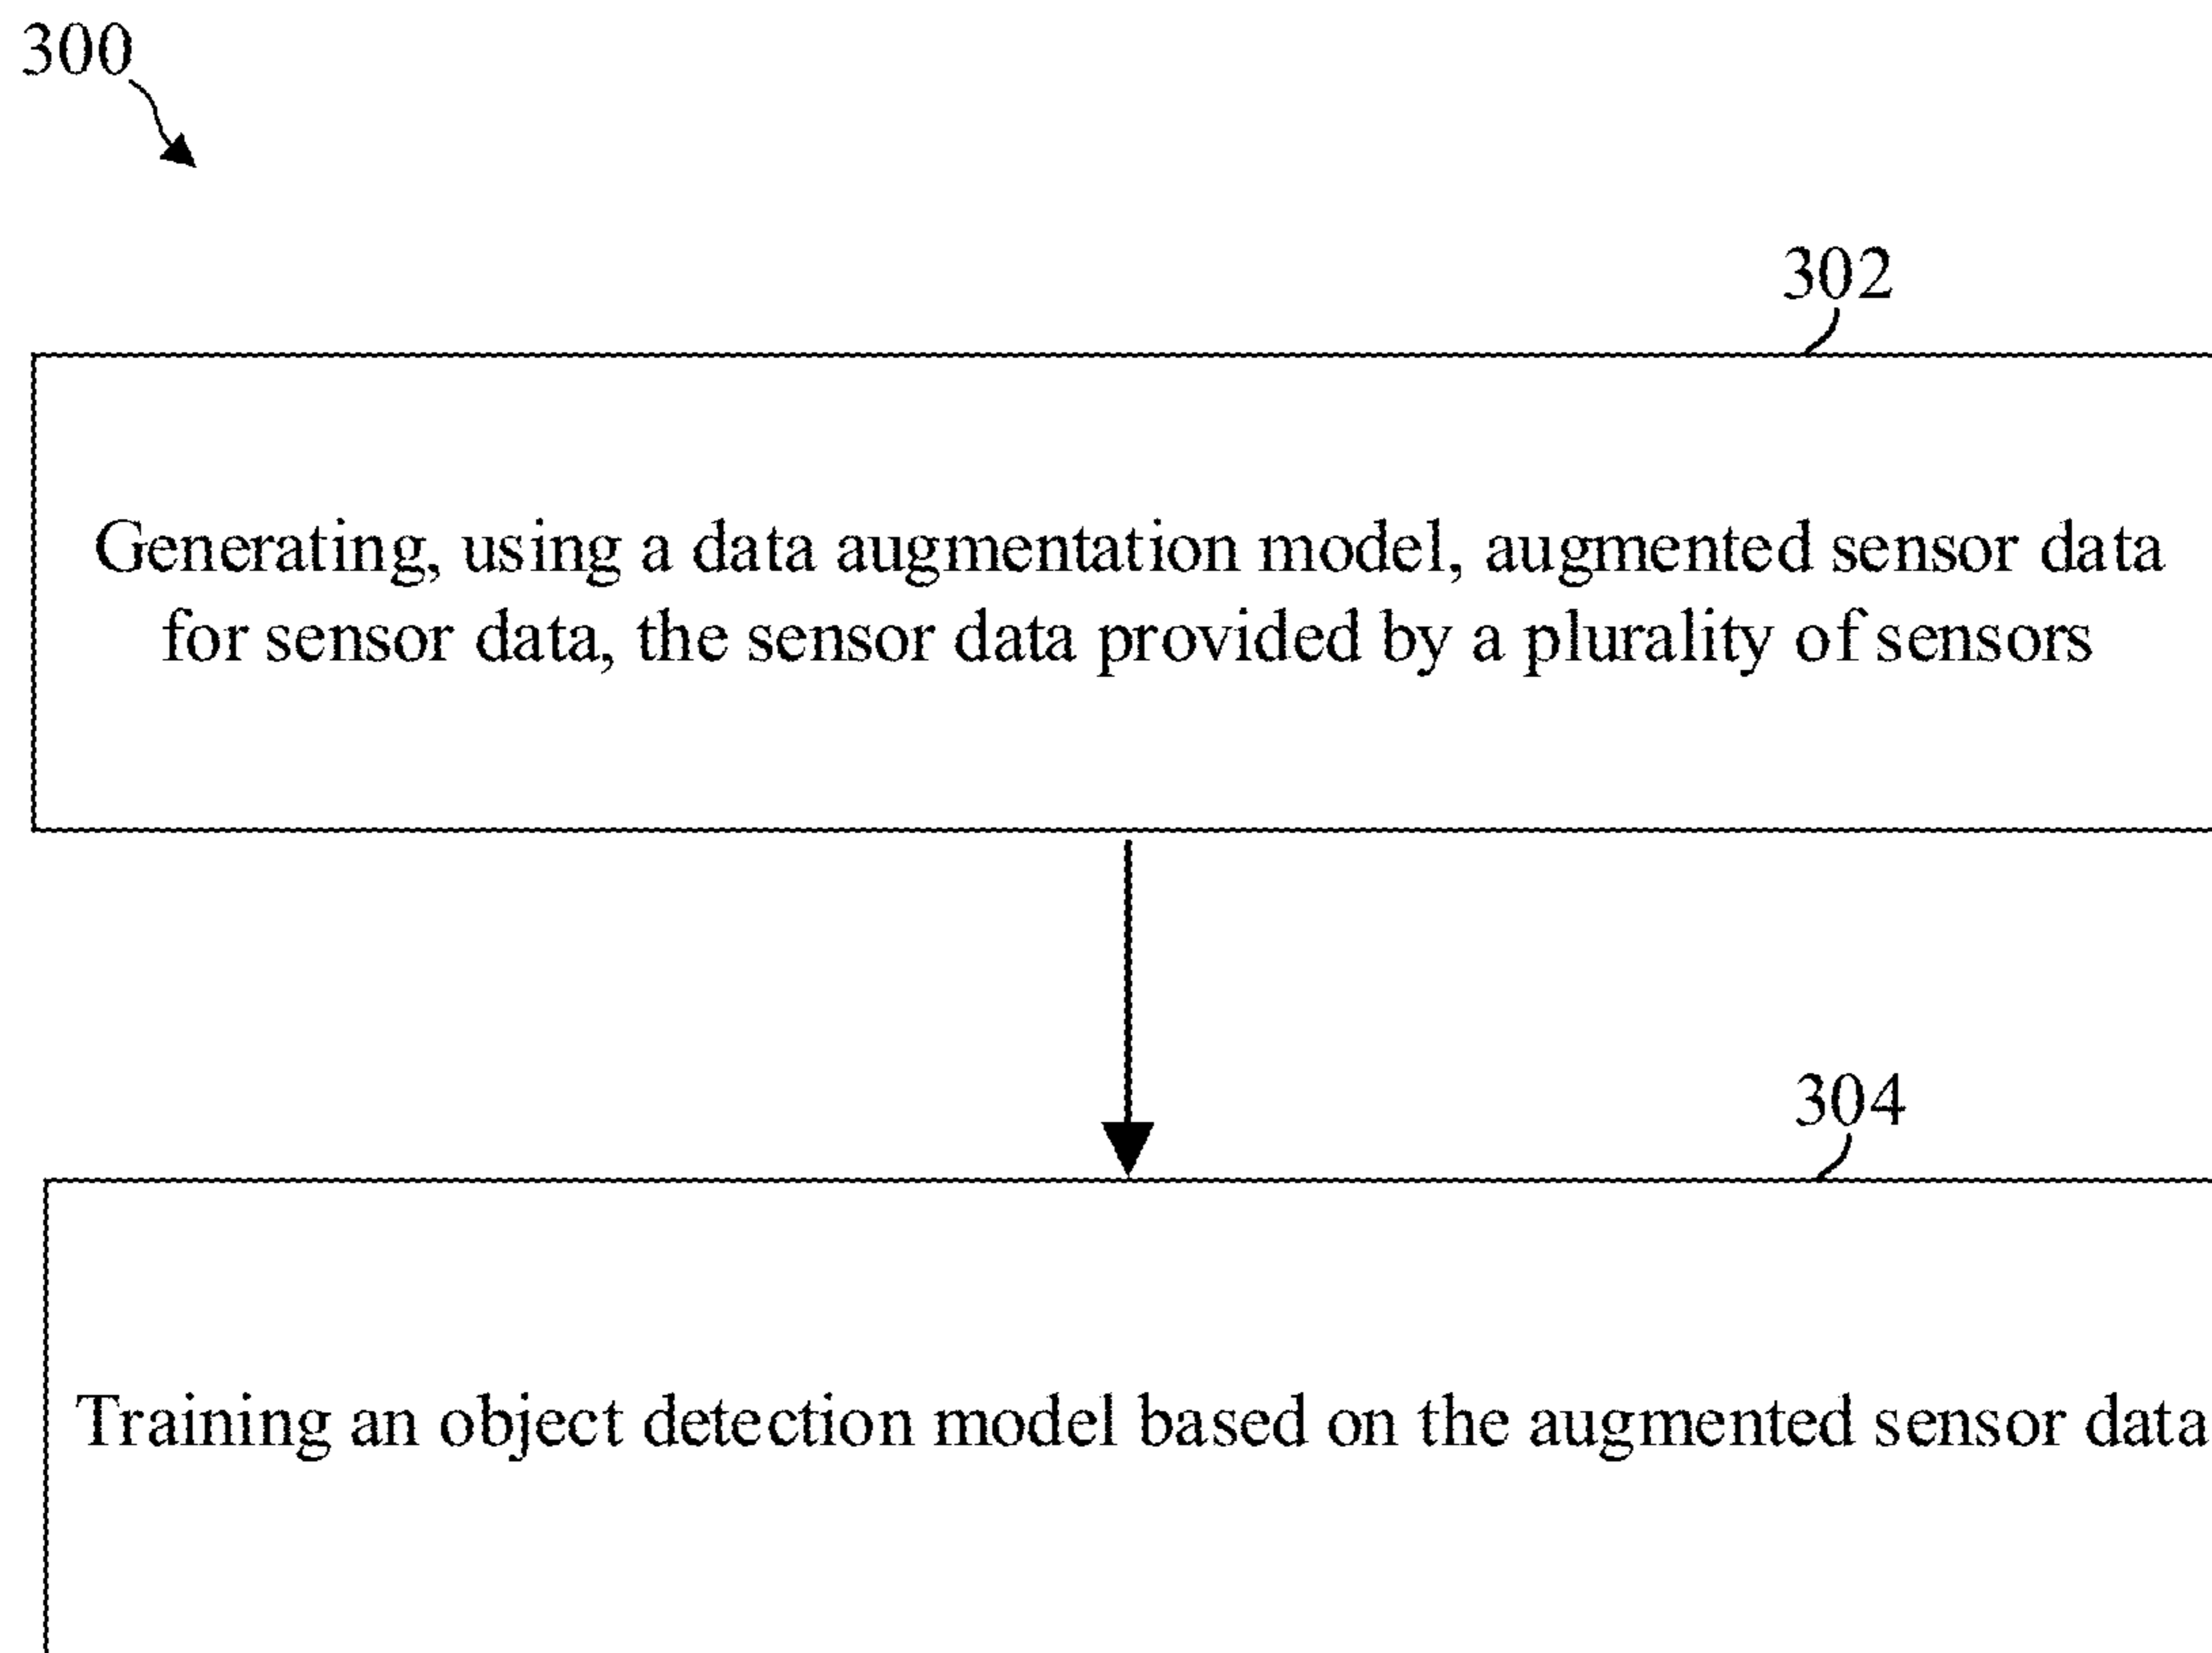 300
302
Generating, using a data augmentation model, augmented sensor data
for sensor data, the sensor data provided by a plurality of sensors
304
Training an object detection model based on the augmented sensor data